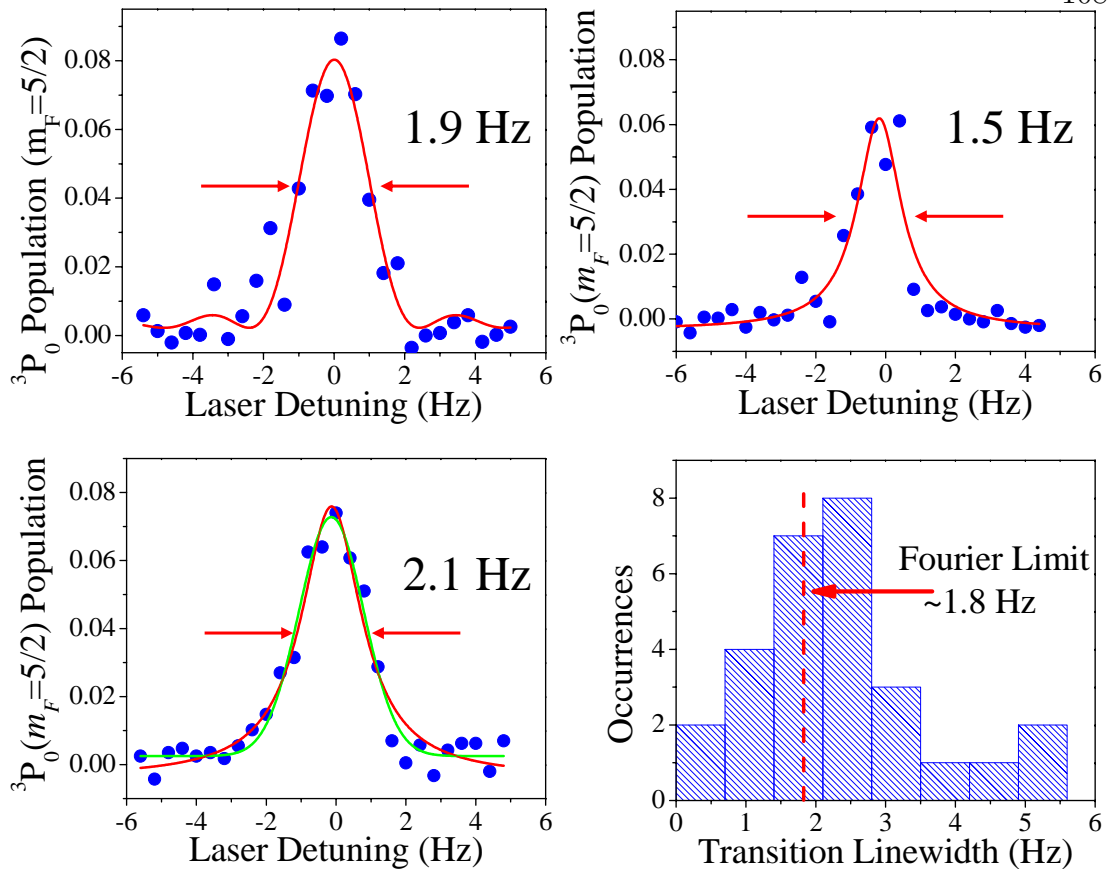 ³P₀ Population (m_F=5/2)
0.08
0.06
0.04
0.02
0.00
1.9 Hz
-6 -4 -2 0 2 4 6
Laser Detuning (Hz)
³P₀(m_F=5/2) Population
0.08
0.06
0.04
0.02
0.00
1.5 Hz
-6 -4 -2 0 2 4 6
Laser Detuning (Hz)
³P₀(m_F=5/2) Population
0.08
0.06
0.04
0.02
0.00
2.1 Hz
-6 -4 -2 0 2 4 6
Laser Detuning (Hz)
Occurrences
8
6
4
2
0
Fourier Limit
~1.8 Hz
0 1 2 3 4 5 6
Transition Linewidth (Hz)